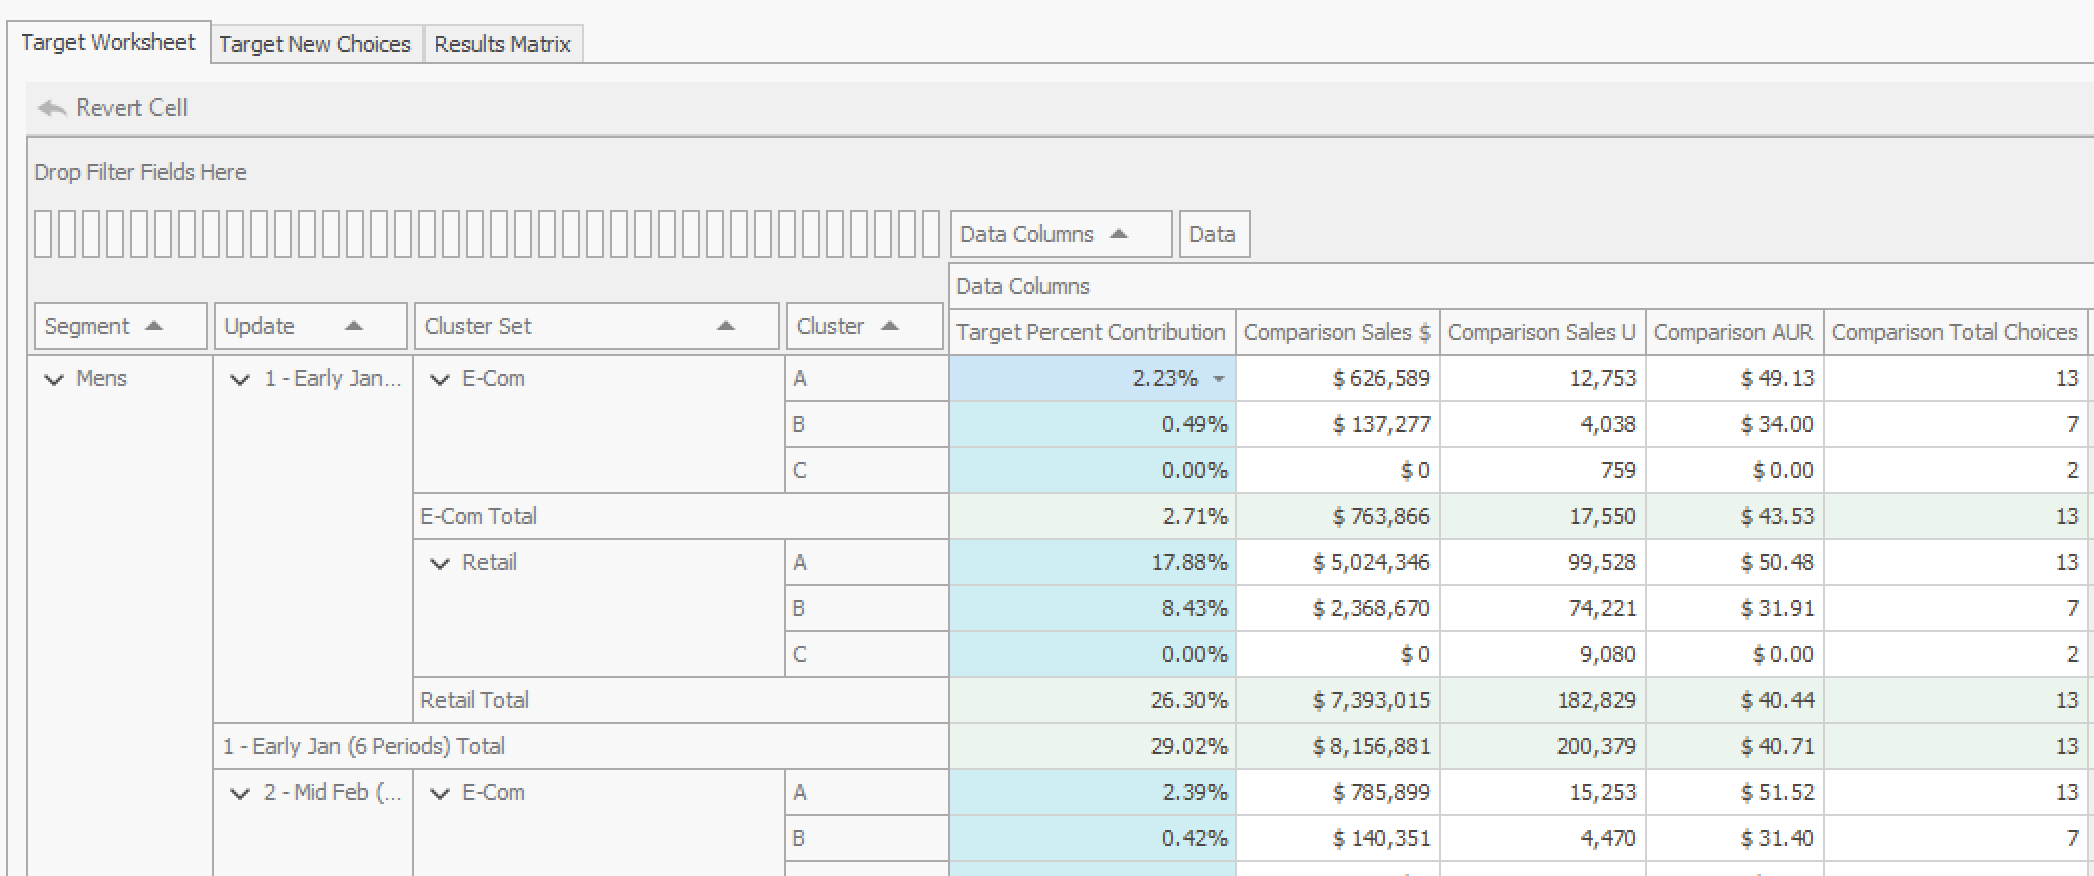 Target Worksheet Target New Choices Results Matrix
Revert Cell
Drop Filter Fields Here
Data Columns Data
Data Columns
Segment Update Cluster Set Cluster Target Percent Contribution Comparison Sales $ Comparison Sales U Comparison AUR Comparison Total Choices
Mens 1 - Early Jan... E-Com A 2.23% $ 626,589 12,753 $ 49.13 13
B 0.49% $ 137,277 4,038 $ 34.00 7
C 0.00% $ 0 759 $ 0.00 2
E-Com Total 2.71% $ 763,866 17,550 $ 43.53 13
Retail A 17.88% $ 5,024,346 99,528 $ 50.48 13
B 8.43% $ 2,368,670 74,221 $ 31.91 7
C 0.00% $ 0 9,080 $ 0.00 2
Retail Total 26.30% $ 7,393,015 182,829 $ 40.44 13
1 - Early Jan (6 Periods) Total 29.02% $ 8,156,881 200,379 $ 40.71 13
2 - Mid Feb (... E-Com A 2.39% $ 785,899 15,253 $ 51.52 13
B 0.42% $ 140,351 4,470 $ 31.40 7